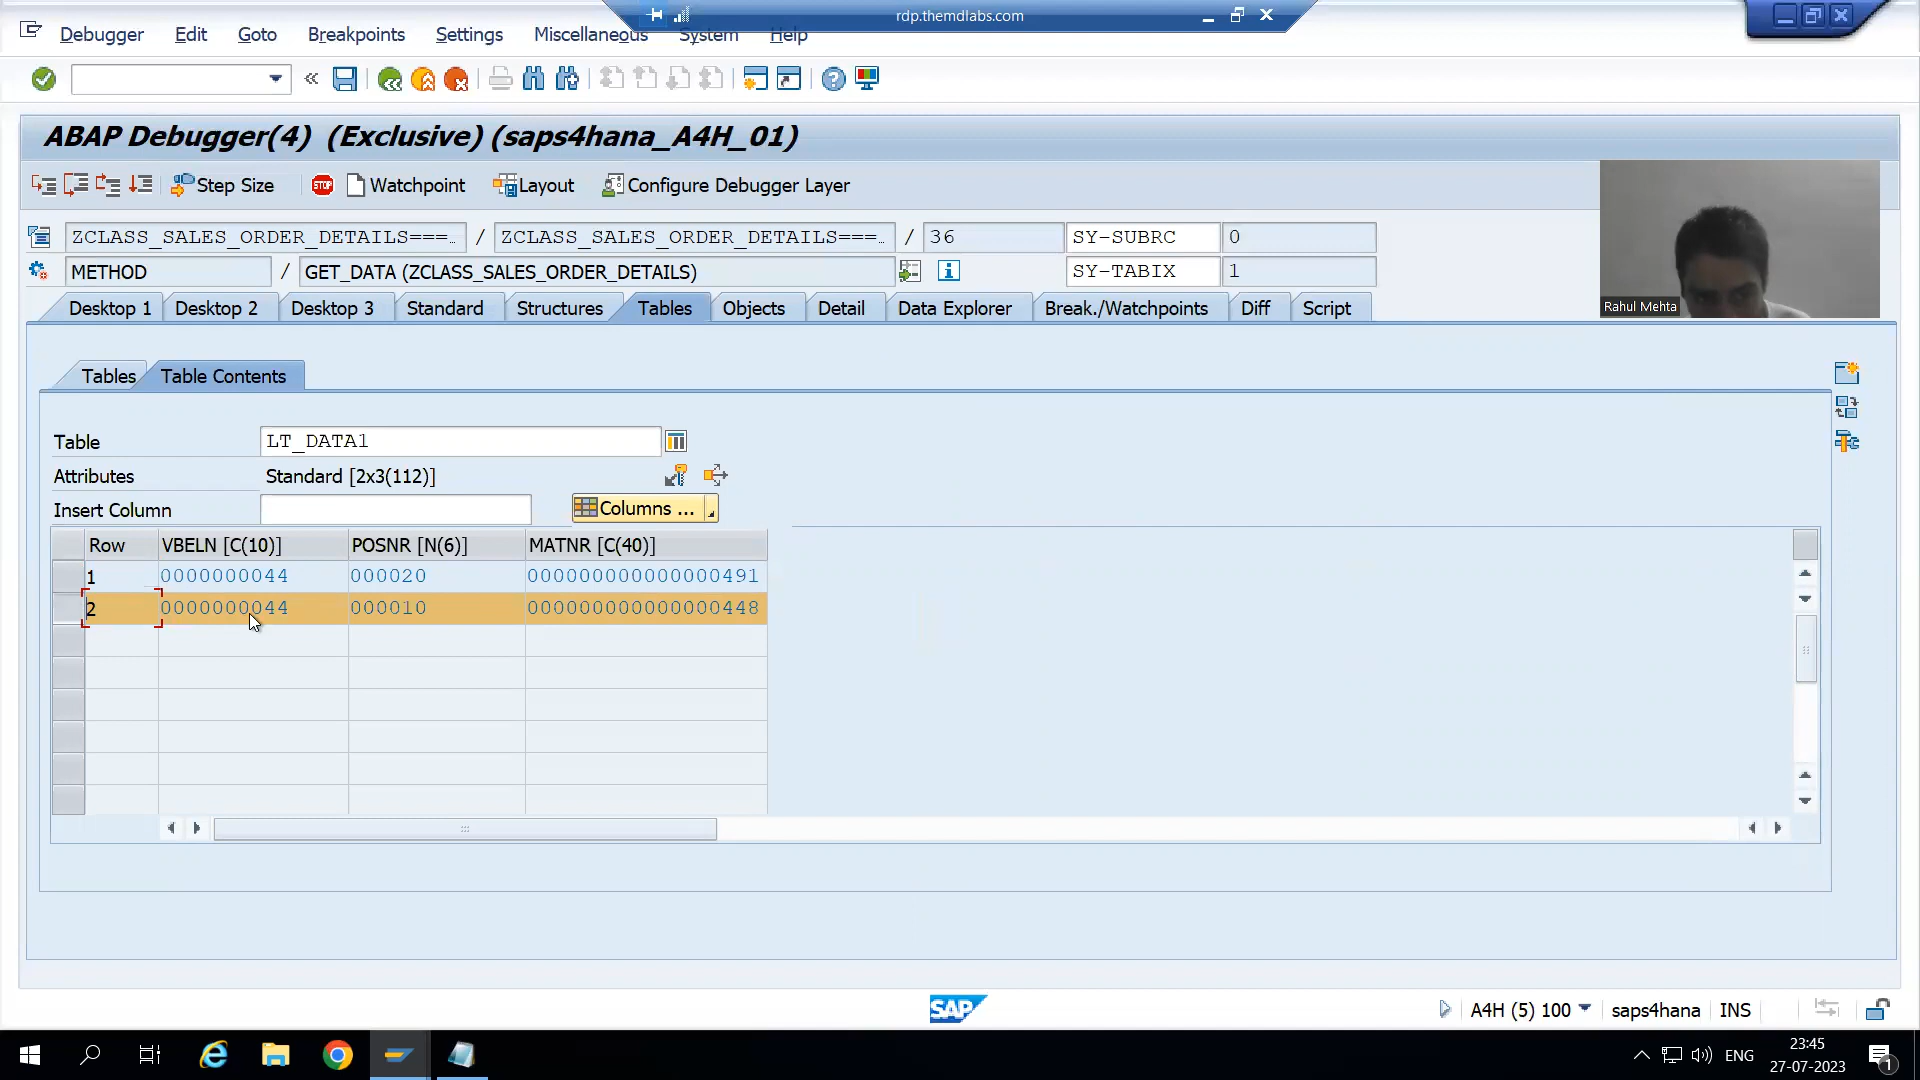 rdp.themdlabs.com
Debugger Edit Goto Breakpoints Settings Miscellaneous System Help
ABAP Debugger(4) (Exclusive) (saps4hana_A4H_01)
Step Size STOP Watchpoint Layout Configure Debugger Layer
ZCLASS_SALES_ORDER_DETAILS===… / ZCLASS_SALES_ORDER_DETAILS===… / 36 SY-SUBRC 0
METHOD / GET_DATA (ZCLASS_SALES_ORDER_DETAILS) SY-TABIX 1
Rahul Mehta
Desktop 1 Desktop 2 Desktop 3 Standard Structures Tables Objects Detail Data Explorer Break./Watchpoints Diff Script
Tables Table Contents
Table LT_DATA1
Attributes Standard [2x3(112)]
Insert Column Columns ...
Row VBELN [C(10)] POSNR [N(6)] MATNR [C(40)]
1 0000000044 000020 000000000000000491
2 0000000044 000010 000000000000000448
SAP A4H (5) 100 saps4hana INS
ENG 23:45
27-07-2023 1